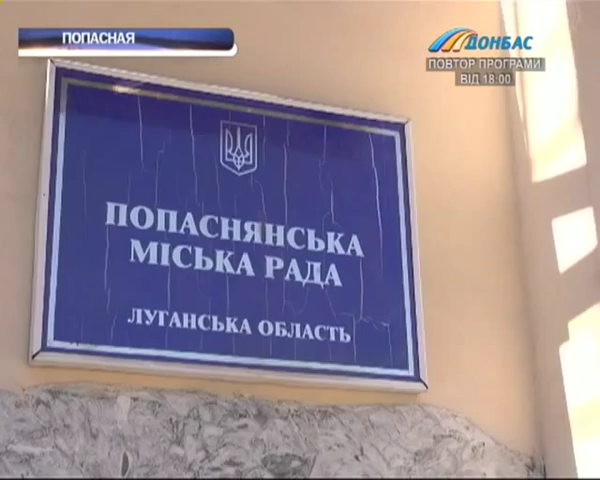 ПОПАСНАЯ
ДОНБАС
ПОВТОР ПРОГРАМИ
ВІД 18:00
ПОПАСНЯНСЬКА
МІСЬКА РАДА
ЛУГАНСЬКА ОБЛАСТЬ